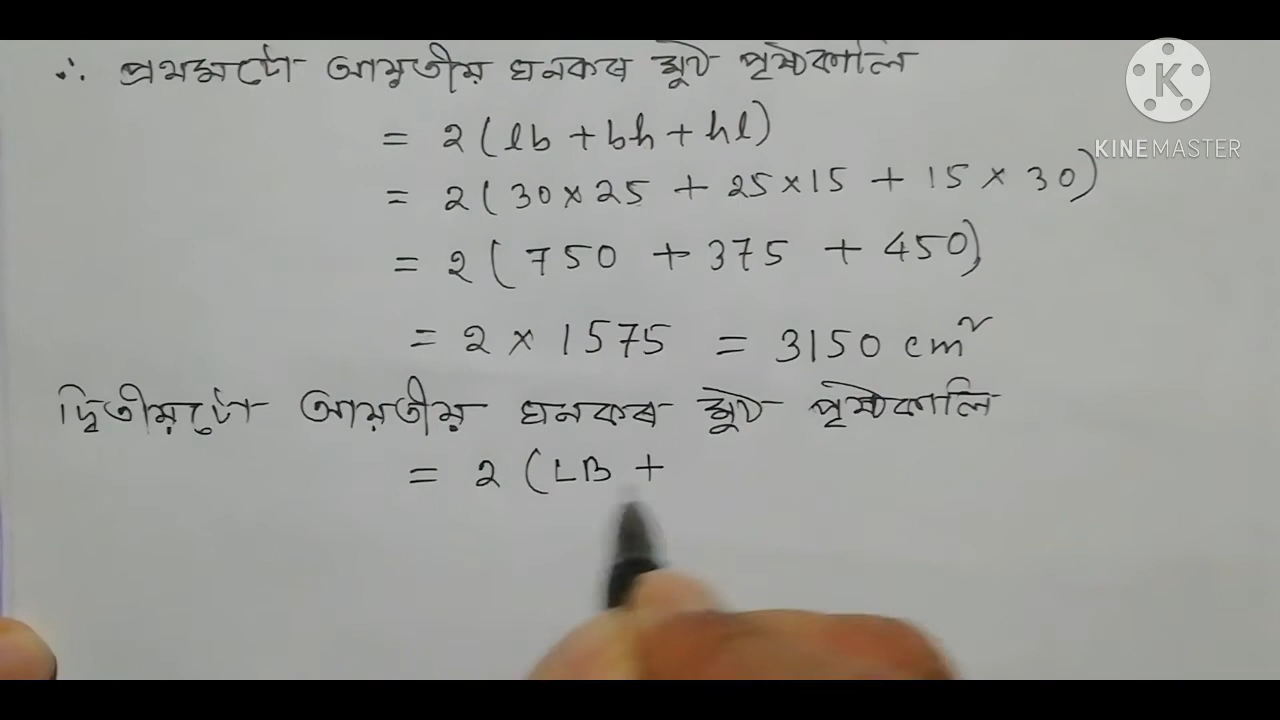 ∴ প্ৰথমটো আয়তীয় ঘনকৰ মুঠ পৃষ্ঠকালি
= 2(lb + bh + hl)
= 2(30×25 + 25×15 + 15×30)
= 2(750 + 375 + 450)
= 2 × 1575 = 3150 cm²
দ্বিতীয়টো আয়তীয় ঘনকৰ মুঠ পৃষ্ঠকালি
= 2 (LB +
K
KINEMASTER